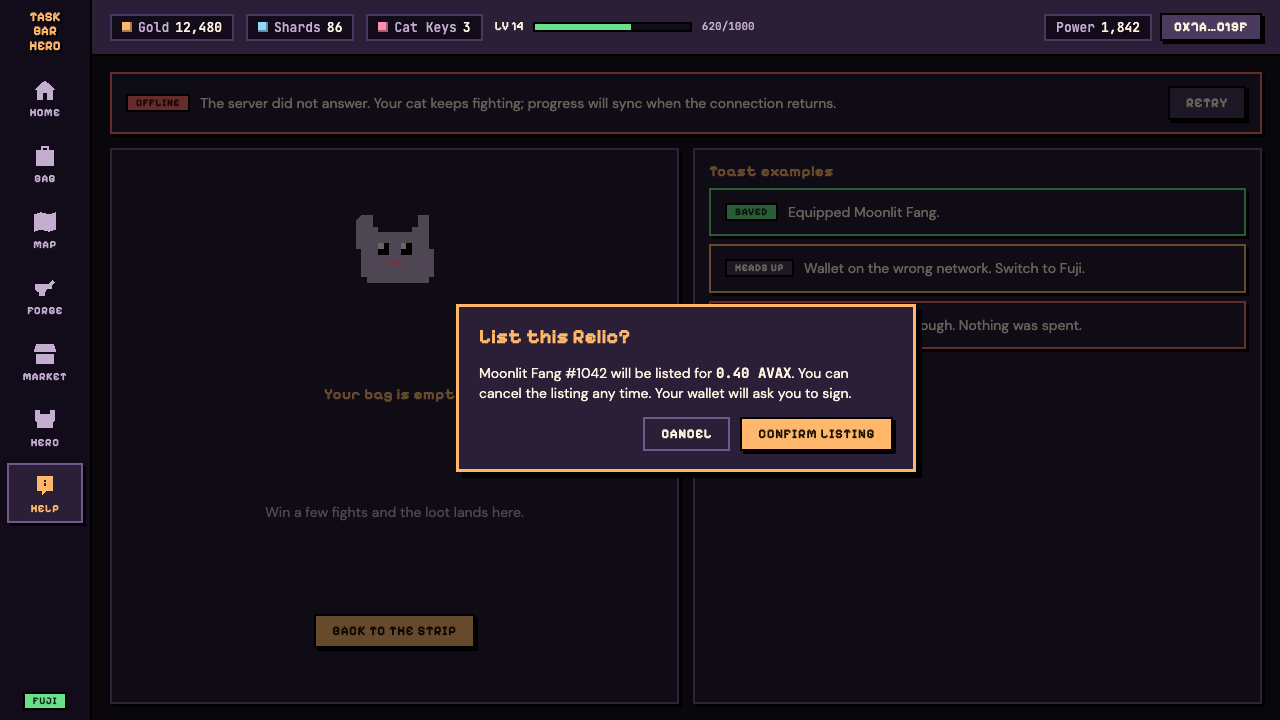 TASK
BAR
HERO
Gold 12,480
Shards 86
Cat Keys 3
LV 14
620/1000
Power 1,842
0X7A…019F
HOME
BAG
MAP
FORGE
MARKET
HERO
HELP
FUJI
OFFLINE
The server did not answer. Your cat keeps fighting; progress will sync when the connection returns.
RETRY
Your bag is empt
Win a few fights and the loot lands here.
BACK TO THE STRIP
Toast examples
SAVED
Equipped Moonlit Fang.
HEADS UP
Wallet on the wrong network. Switch to Fuji.
ough. Nothing was spent.
List this Relic?
Moonlit Fang #1042 will be listed for 0.40 AVAX. You can
cancel the listing any time. Your wallet will ask you to sign.
CANCEL
CONFIRM LISTING